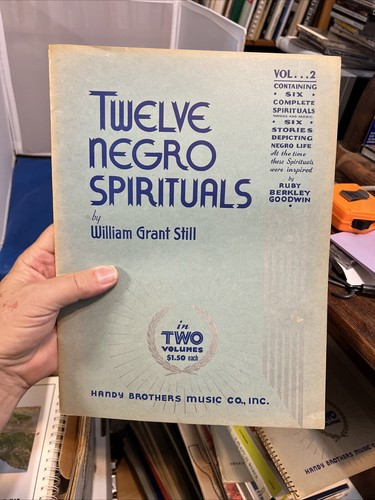 VOL...2
CONTAINING
• SIX •
COMPLETE
SPIRITUALS
• SIX •
STORIES
DEPICTING
NEGRO LIFE
At the time
these Spirituals
were inspired
by
RUBY
BERKLEY
GOODWIN
TWELVE
NEGRO
SPIRITUALS
by
William Grant Still
in
TWO
VOLUMES
$1.50 each
HANDY BROTHERS MUSIC CO., INC.
HANDY BROTHERS MUSIC